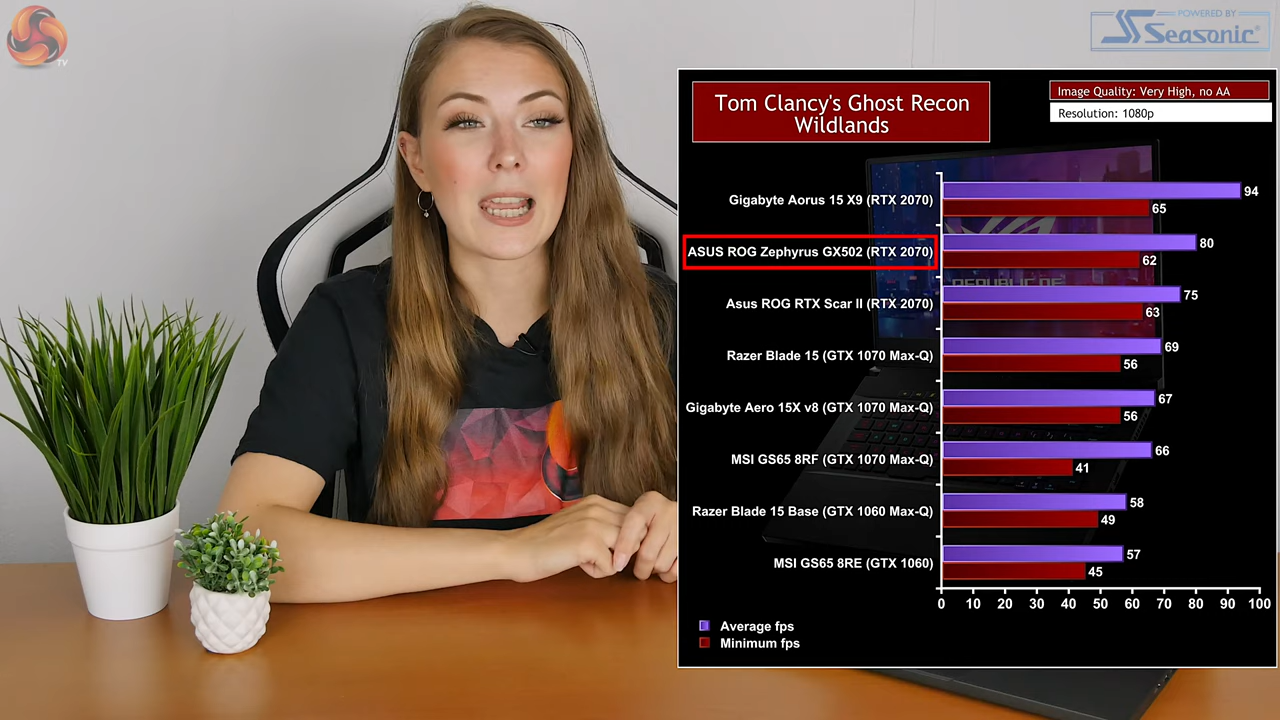 TV
POWERED BY
Seasonic
Tom Clancy's Ghost Recon
Wildlands
Image Quality: Very High, no AA
Resolution: 1080p
Gigabyte Aorus 15 X9 (RTX 2070)
94
65
ASUS ROG Zephyrus GX502 (RTX 2070)
80
62
REPUBLIC OF
Asus ROG RTX Scar II (RTX 2070)
75
63
Razer Blade 15 (GTX 1070 Max-Q)
69
56
Gigabyte Aero 15X v8 (GTX 1070 Max-Q)
67
56
MSI GS65 8RF (GTX 1070 Max-Q)
66
41
Razer Blade 15 Base (GTX 1060 Max-Q)
58
49
MSI GS65 8RE (GTX 1060)
57
45
0 10 20 30 40 50 60 70 80 90 100
Average fps
Minimum fps